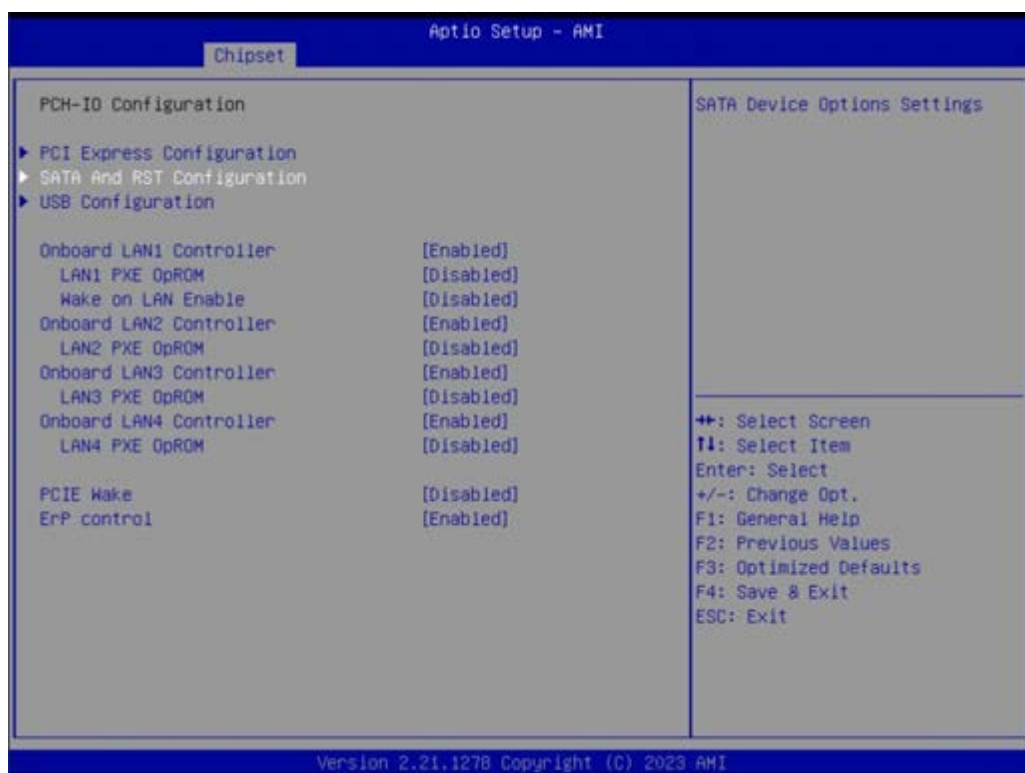 Aptio Setup - AMI
Chipset
PCH-IO Configuration
SATA Device Options Settings
▶ PCI Express Configuration
▶ SATA And RST Configuration
▶ USB Configuration
Onboard LAN1 Controller [Enabled]
LAN1 PXE OpROM [Disabled]
Wake on LAN Enable [Disabled]
Onboard LAN2 Controller [Enabled]
LAN2 PXE OpROM [Disabled]
Onboard LAN3 Controller [Enabled]
LAN3 PXE OpROM [Disabled]
Onboard LAN4 Controller [Enabled]
LAN4 PXE OpROM [Disabled]
PCIE Wake [Disabled]
ErP control [Enabled]
→←: Select Screen
↑↓: Select Item
Enter: Select
+/-: Change Opt.
F1: General Help
F2: Previous Values
F3: Optimized Defaults
F4: Save & Exit
ESC: Exit
Version 2.21.1278 Copyright (C) 2023 AMI